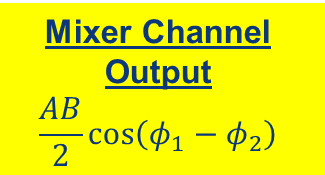 Mixer Channel
Output
AB/2 cos(ϕ₁ − ϕ₂)